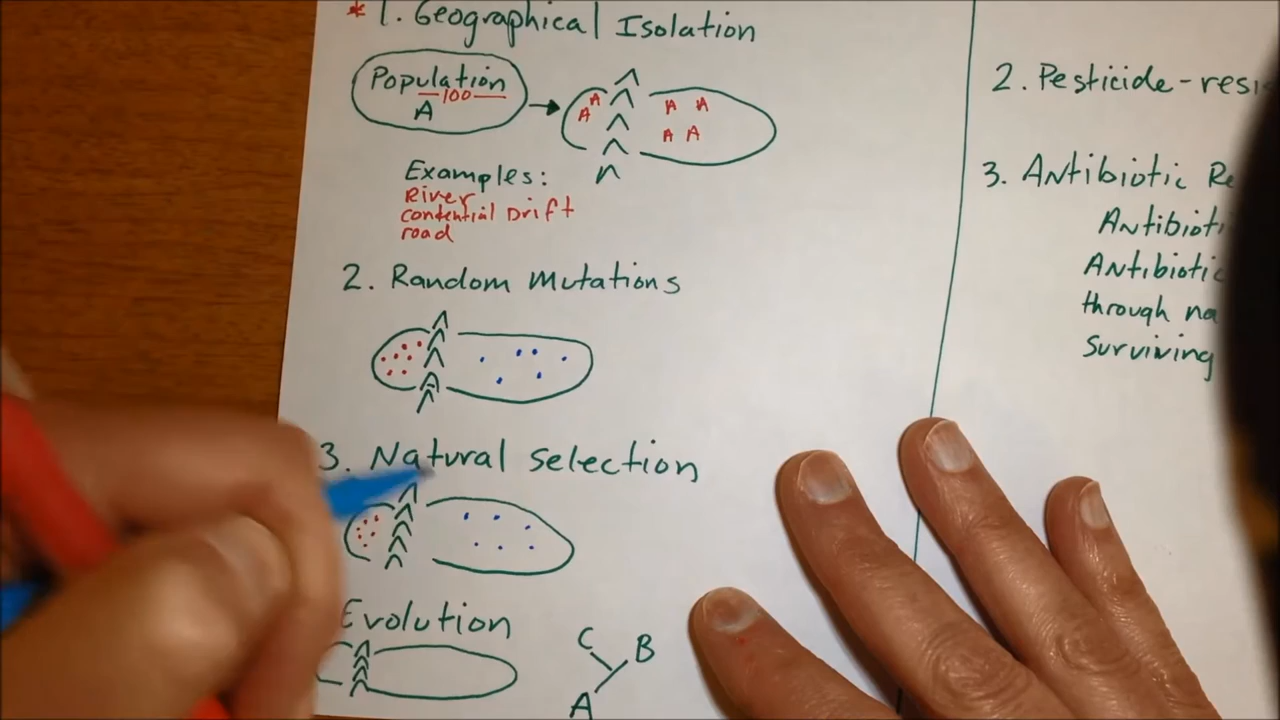 * 1. Geographical Isolation
Population
100
A
A A A A
A A
Examples:
River
contential Drift
road
2. Random Mutations
3. Natural Selection
Evolution
C B
A
2. Pesticide-resi
3. Antibiotic Re
Antibioti
Antibiotic
through na
Surviving